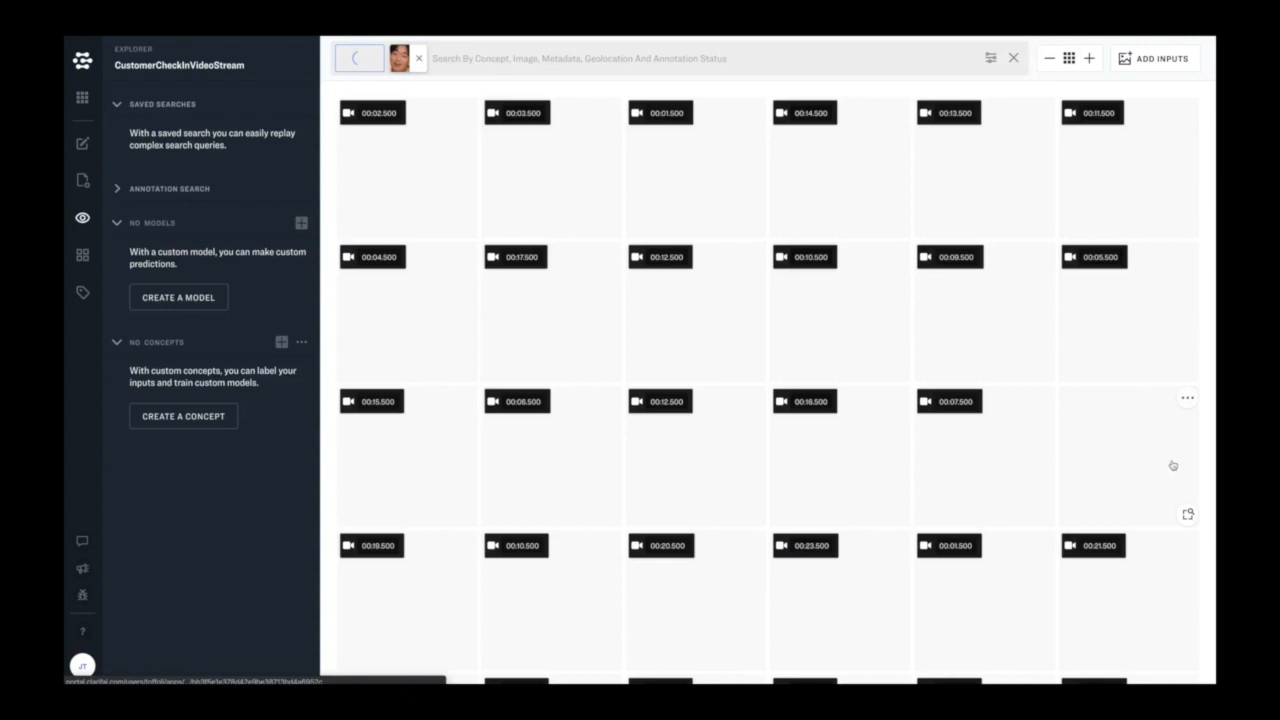 EXPLORER
CustomerCheckInVideoStream
Search By Concept, Image, Metadata, Geolocation And Annotation Status
ADD INPUTS
SAVED SEARCHES
With a saved search you can easily replay
complex search queries.
ANNOTATION SEARCH
NO MODELS
With a custom model, you can make custom
predictions.
CREATE A MODEL
NO CONCEPTS
With custom concepts, you can label your
inputs and train custom models.
CREATE A CONCEPT
?
JT
00:02.500 00:03.500 00:01.500 00:14.500 00:13.500 00:11.500
00:04.500 00:17.500 00:12.500 00:10.500 00:09.500 00:05.500
00:15.500 00:06.500 00:12.500 00:16.500 00:07.500
00:19.500 00:10.500 00:20.500 00:23.500 00:01.500 00:21.500